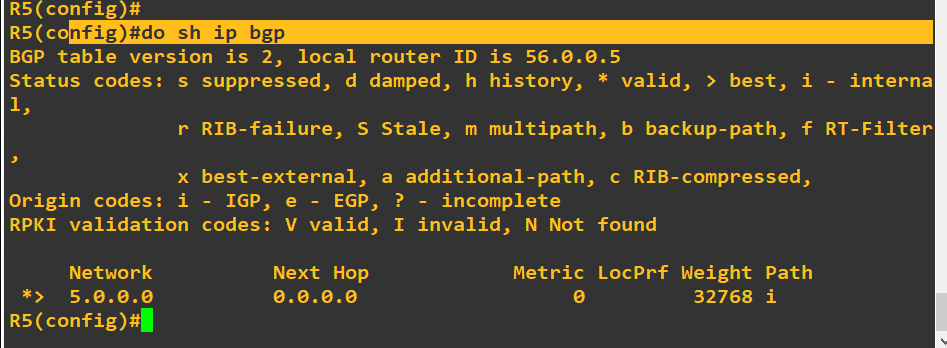 R5(config)#
R5(config)#do sh ip bgp
BGP table version is 2, local router ID is 56.0.0.5
Status codes: s suppressed, d damped, h history, * valid, > best, i - interna
l,
              r RIB-failure, S Stale, m multipath, b backup-path, f RT-Filter
,
              x best-external, a additional-path, c RIB-compressed,
Origin codes: i - IGP, e - EGP, ? - incomplete
RPKI validation codes: V valid, I invalid, N Not found
     Network          Next Hop            Metric LocPrf Weight Path
 *>  5.0.0.0          0.0.0.0                  0         32768 i
R5(config)#